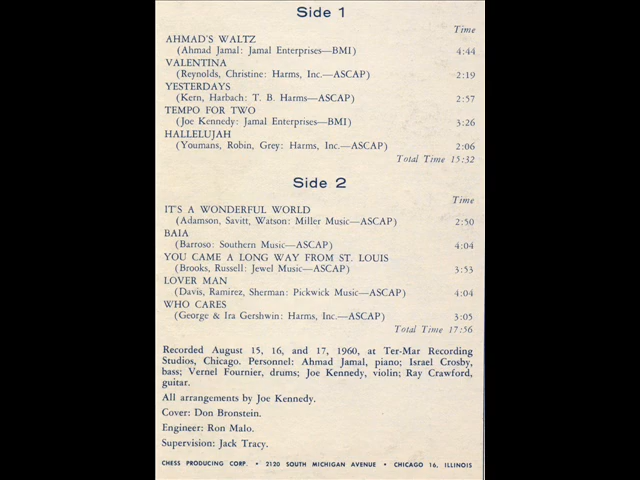 Side 1
Time
AHMAD'S WALTZ
(Ahmad Jamal: Jamal Enterprises—BMI) 4:44
VALENTINA
(Reynolds, Christine: Harms, Inc.—ASCAP) 2:19
YESTERDAYS
(Kern, Harbach: T. B. Harms—ASCAP) 2:57
TEMPO FOR TWO
(Joe Kennedy: Jamal Enterprises—BMI) 3:26
HALLELUJAH
(Youmans, Robin, Grey: Harms, Inc.—ASCAP) 2:06
Total Time 15:32
Side 2
Time
IT'S A WONDERFUL WORLD
(Adamson, Savitt, Watson: Miller Music—ASCAP) 2:50
BAIA
(Barroso: Southern Music—ASCAP) 4:04
YOU CAME A LONG WAY FROM ST. LOUIS
(Brooks, Russell: Jewel Music—ASCAP) 3:53
LOVER MAN
(Davis, Ramirez, Sherman: Pickwick Music—ASCAP) 4:04
WHO CARES
(George & Ira Gershwin: Harms, Inc.—ASCAP) 3:05
Total Time 17:56
Recorded August 15, 16, and 17, 1960, at Ter-Mar Recording
Studios, Chicago. Personnel: Ahmad Jamal, piano; Israel Crosby,
bass; Vernel Fournier, drums; Joe Kennedy, violin; Ray Crawford,
guitar.
All arrangements by Joe Kennedy.
Cover: Don Bronstein.
Engineer: Ron Malo.
Supervision: Jack Tracy.
CHESS PRODUCING CORP. • 2120 SOUTH MICHIGAN AVENUE • CHICAGO 16, ILLINOIS